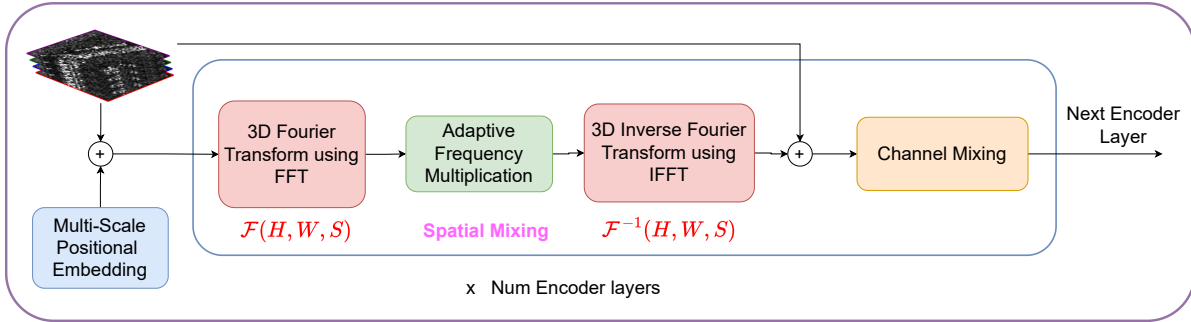 3D Fourier
Transform using
FFT
Adaptive
Frequency
Multiplication
3D Inverse Fourier
Transform using
IFFT
Channel Mixing
Next Encoder
Layer
+
+
Multi-Scale
Positional
Embedding
𝓕(H, W, S)
Spatial Mixing
𝓕⁻¹(H, W, S)
x Num Encoder layers